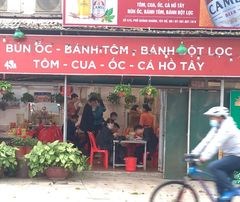 TÔM, CUA, ỐC, CÁ HỒ TÂY
BÚN ỐC, BÁNH TÔM, BÁNH BỘT LỌC
BÚN ỐC - BÁNH TÔM , BÁNH BỘT LỌC
TÔM - CUA - ỐC - CÁ HỒ TÂY